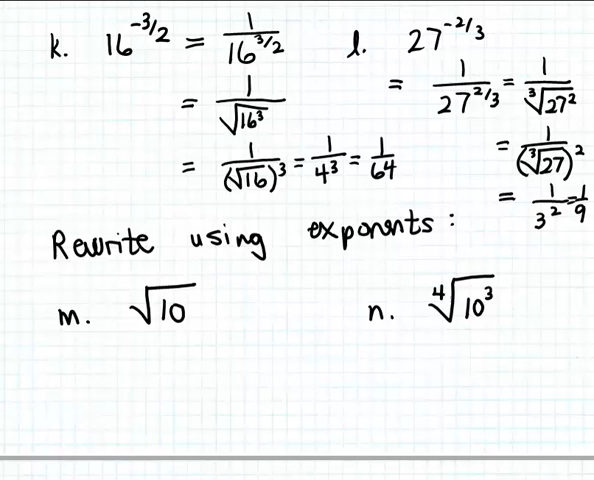 k. 16^{-3/2} = 1/16^{3/2}
= 1/√16³
= 1/(√16)³ = 1/4³ = 1/64
l. 27^{-2/3}
= 1/27^{2/3} = 1/∛27²
= 1/(∛27)²
= 1/3² = 1/9
Rewrite using exponents:
m. √10
n. ∜10³